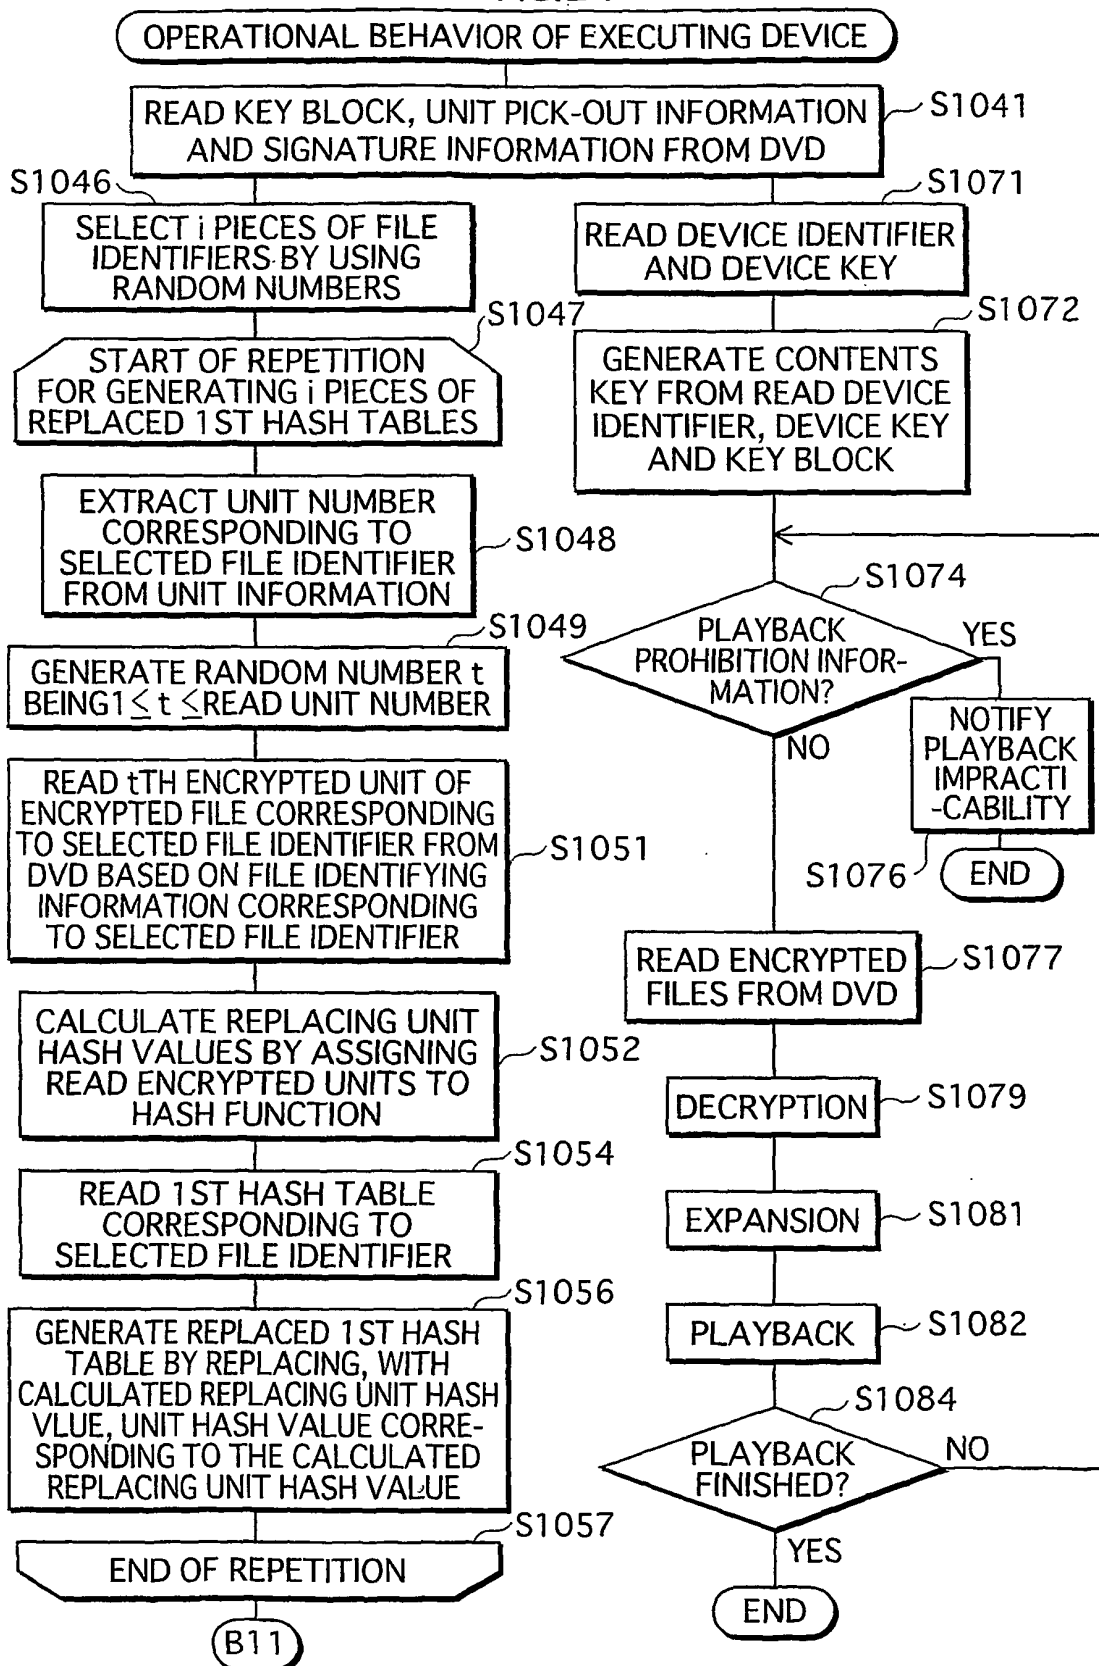 OPERATIONAL BEHAVIOR OF EXECUTING DEVICE
READ KEY BLOCK, UNIT PICK-OUT INFORMATION
AND SIGNATURE INFORMATION FROM DVD
S1041
S1046
SELECT i PIECES OF FILE
IDENTIFIERS BY USING
RANDOM NUMBERS
S1047
START OF REPETITION
FOR GENERATING i PIECES OF
REPLACED 1ST HASH TABLES
EXTRACT UNIT NUMBER
CORRESPONDING TO
SELECTED FILE IDENTIFIER
FROM UNIT INFORMATION
S1048
S1049
GENERATE RANDOM NUMBER t
BEING1 ≤ t ≤READ UNIT NUMBER
READ tTH ENCRYPTED UNIT OF
ENCRYPTED FILE CORRESPONDING
TO SELECTED FILE IDENTIFIER FROM
DVD BASED ON FILE IDENTIFYING
INFORMATION CORRESPONDING
TO SELECTED FILE IDENTIFIER
S1051
CALCULATE REPLACING UNIT
HASH VALUES BY ASSIGNING
READ ENCRYPTED UNITS TO
HASH FUNCTION
S1052
S1054
READ 1ST HASH TABLE
CORRESPONDING TO
SELECTED FILE IDENTIFIER
S1056
GENERATE REPLACED 1ST HASH
TABLE BY REPLACING, WITH
CALCULATED REPLACING UNIT HASH
VLUE, UNIT HASH VALUE CORRE-
SPONDING TO THE CALCULATED
REPLACING UNIT HASH VALUE
S1057
END OF REPETITION
B11
S1071
READ DEVICE IDENTIFIER
AND DEVICE KEY
S1072
GENERATE CONTENTS
KEY FROM READ DEVICE
IDENTIFIER, DEVICE KEY
AND KEY BLOCK
S1074
PLAYBACK
PROHIBITION INFOR-
MATION?
YES
NO
NOTIFY
PLAYBACK
IMPRACTI
-CABILITY
S1076
END
READ ENCRYPTED
FILES FROM DVD
S1077
DECRYPTION
S1079
EXPANSION
S1081
PLAYBACK
S1082
S1084
PLAYBACK
FINISHED?
NO
YES
END